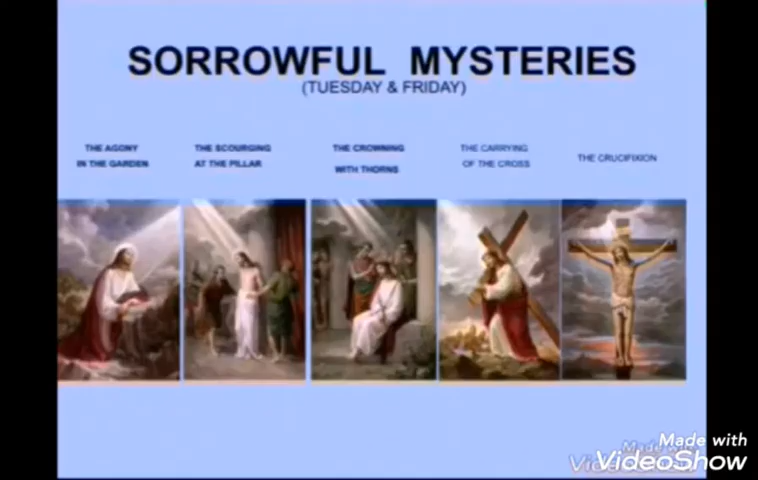 SORROWFUL MYSTERIES
(TUESDAY & FRIDAY)
THE AGONY
IN THE GARDEN
THE SCOURGING
AT THE PILLAR
THE CROWNING
WITH THORNS
THE CARRYING
OF THE CROSS
THE CRUCIFIXION
Made with
VideoShow